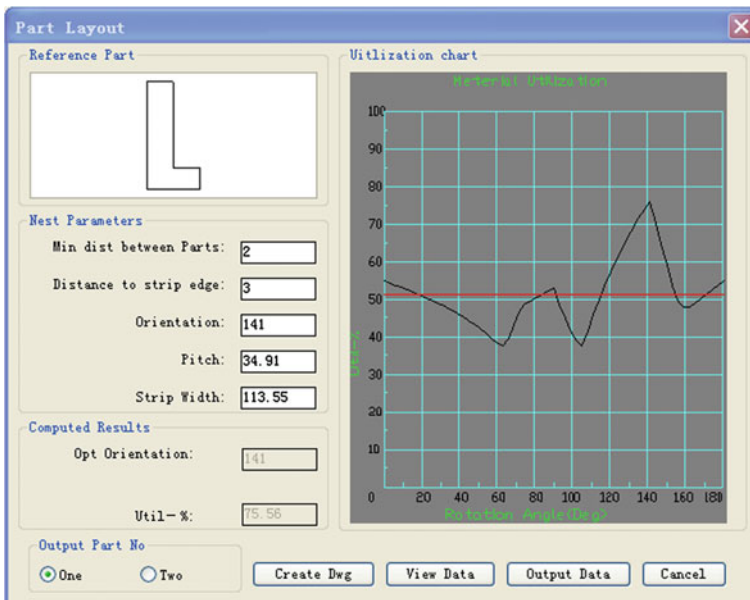 Part Layout
Reference Part
Nest Parameters
Min dist between Parts: 2
Distance to strip edge: 3
Orientation: 141
Pitch: 34.91
Strip Width: 113.55
Computed Results
Opt Orientation: 141
Util-%: 75.56
Output Part No
One Two
Uitlization chart
Material Utilization
100
90
80
70
60
50
40
30
20
10
Util-%
0 20 40 60 80 100 120 140 160 180
Rotation Angle(Deg)
Create Dwg View Data Output Data Cancel